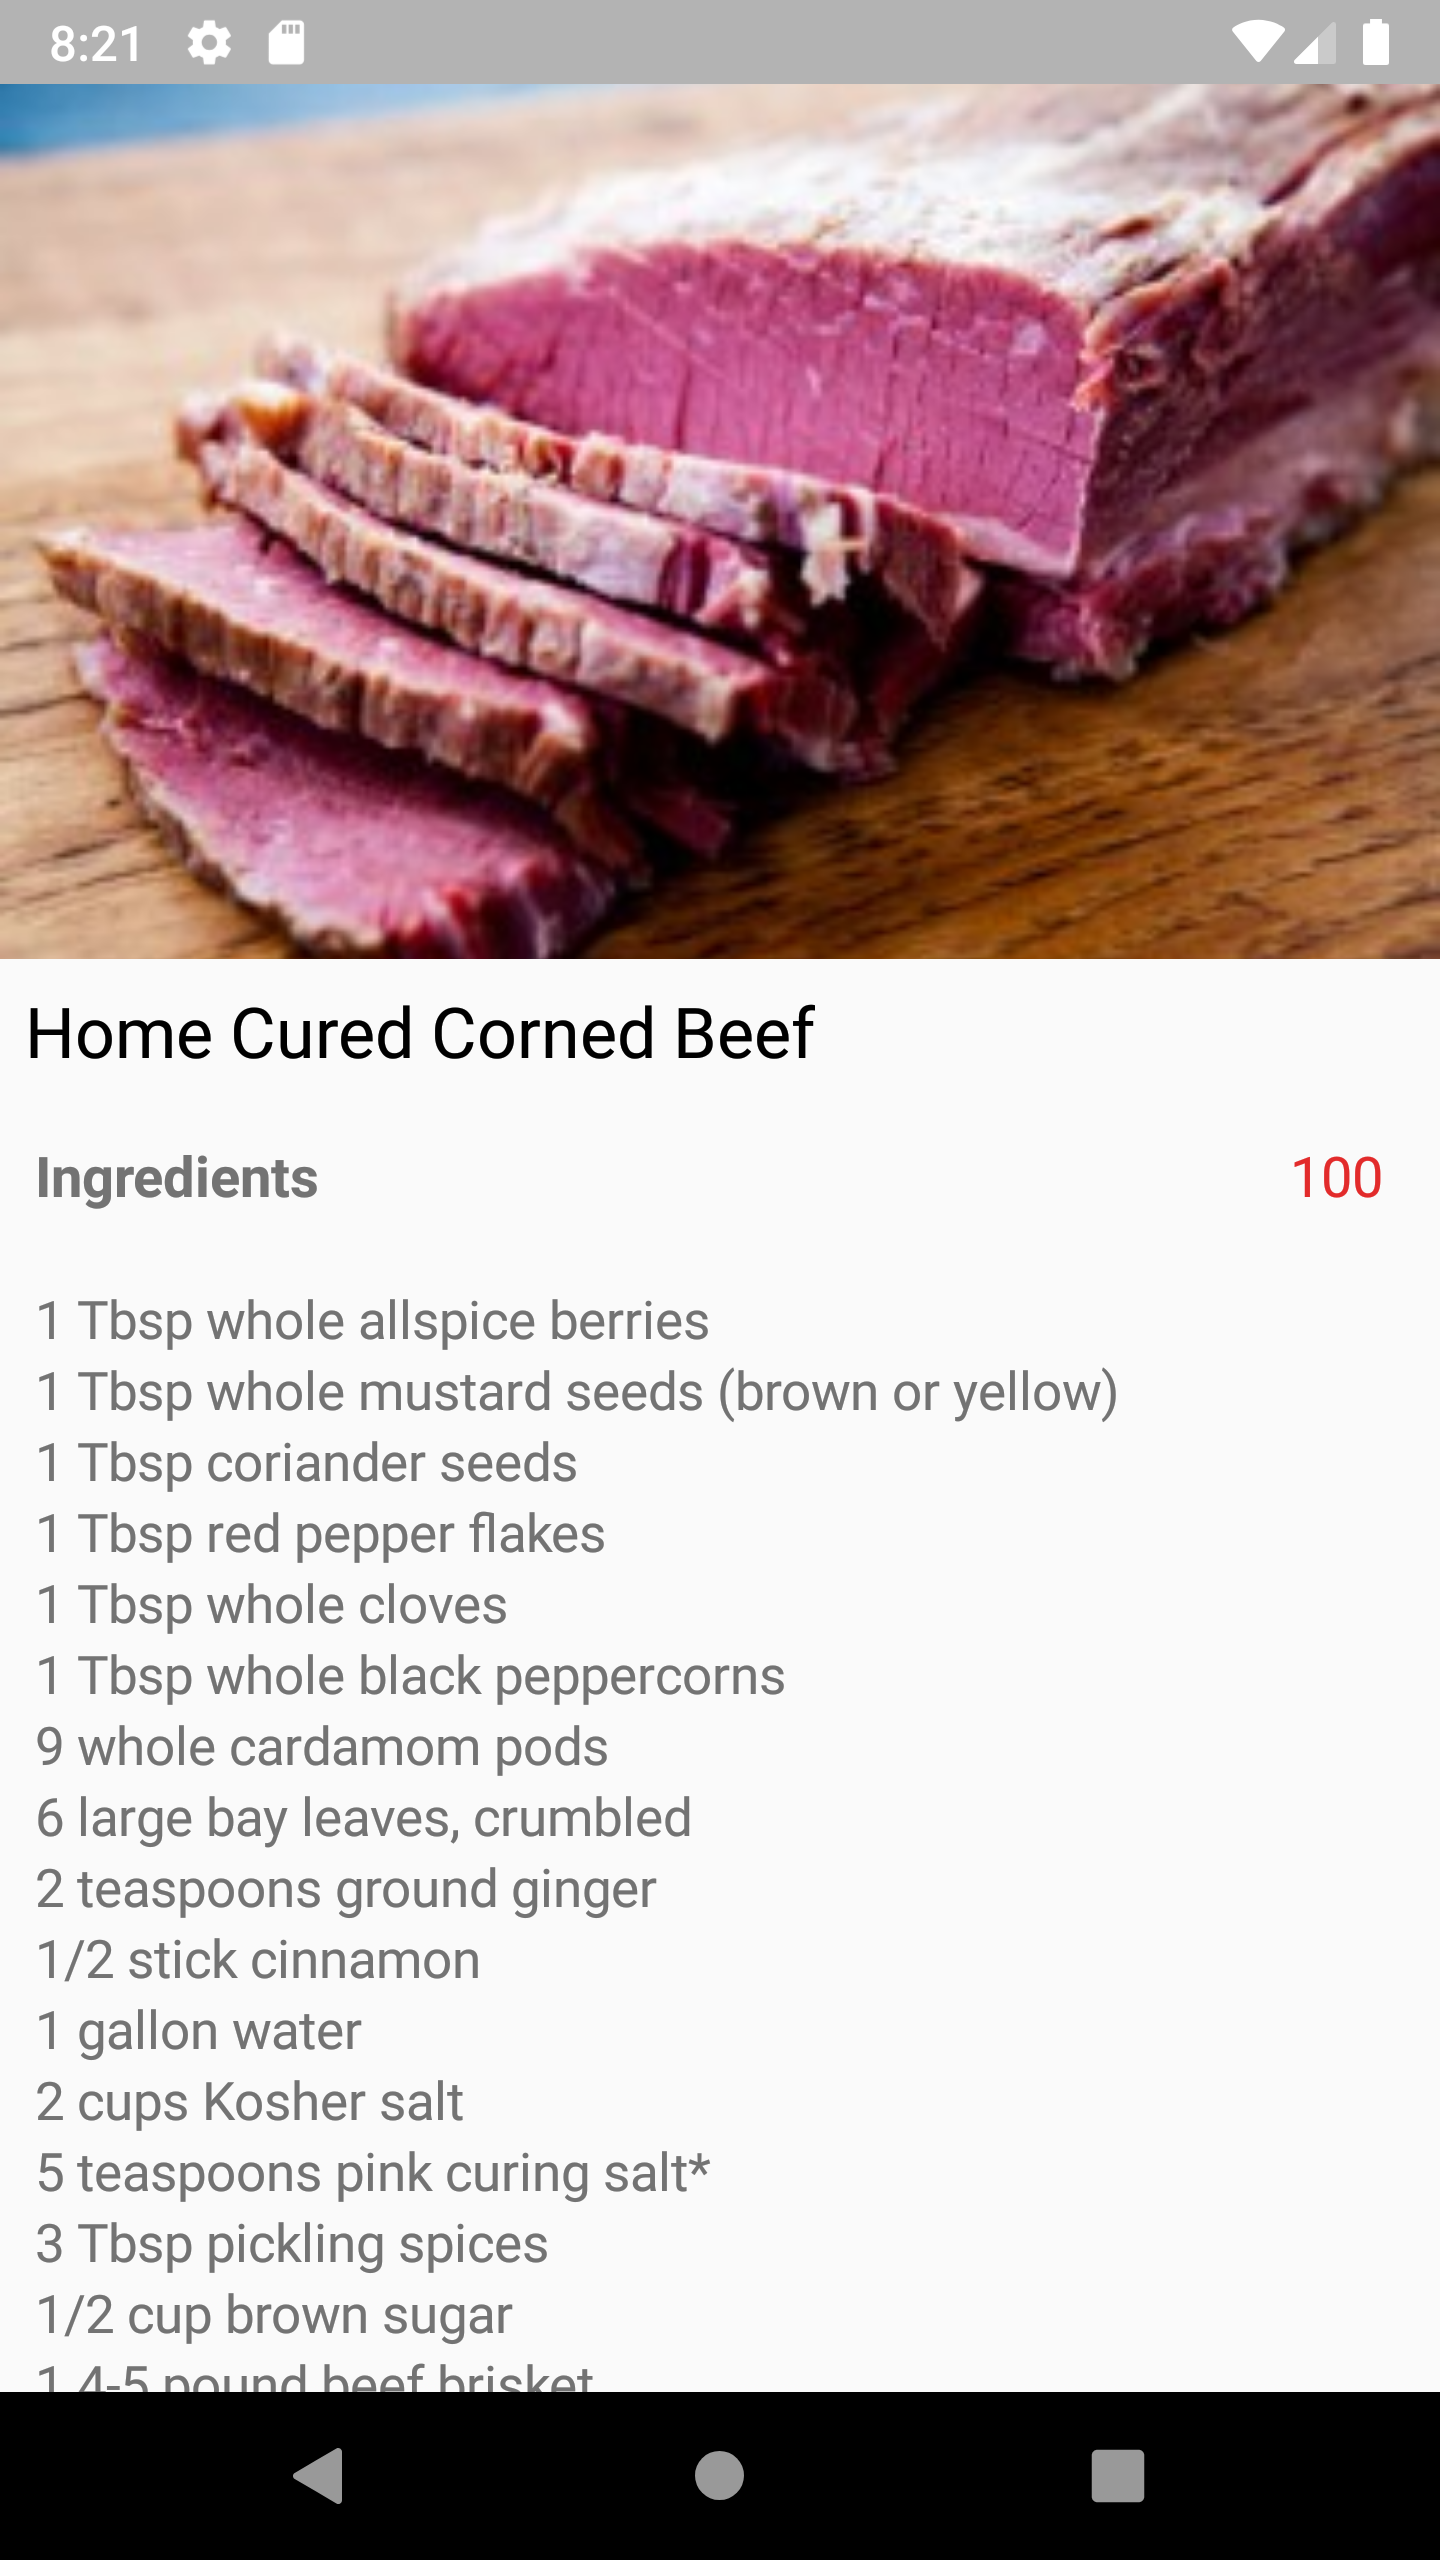 8:21
Home Cured Corned Beef
Ingredients 100
1 Tbsp whole allspice berries
1 Tbsp whole mustard seeds (brown or yellow)
1 Tbsp coriander seeds
1 Tbsp red pepper flakes
1 Tbsp whole cloves
1 Tbsp whole black peppercorns
9 whole cardamom pods
6 large bay leaves, crumbled
2 teaspoons ground ginger
1/2 stick cinnamon
1 gallon water
2 cups Kosher salt
5 teaspoons pink curing salt*
3 Tbsp pickling spices
1/2 cup brown sugar
1 4-5 pound beef brisket